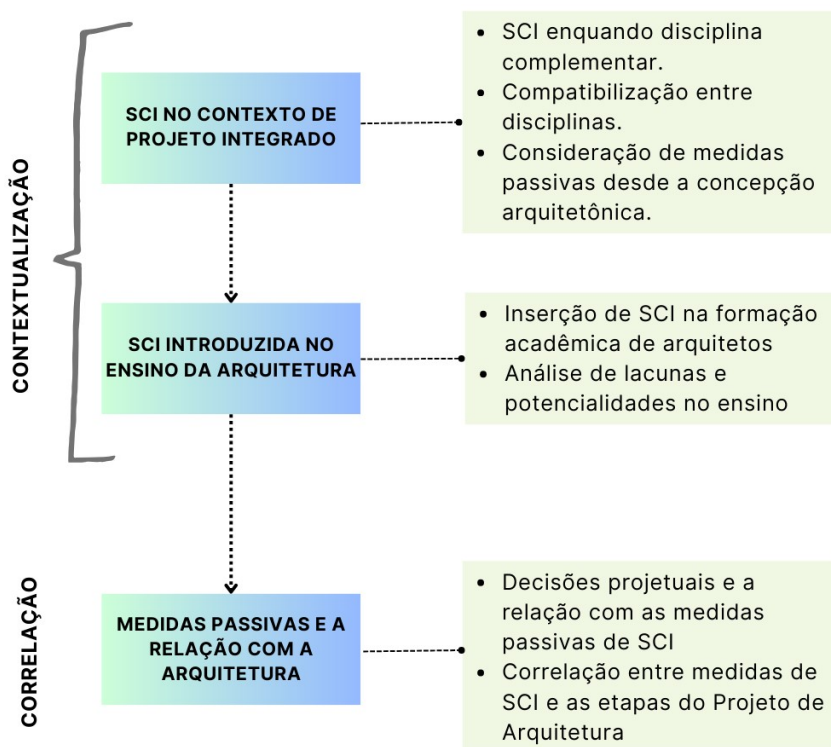 CONTEXTUALIZAÇÃO
SCI NO CONTEXTO DE
PROJETO INTEGRADO
• SCI enquando disciplina
complementar.
• Compatibilização entre
disciplinas.
• Consideração de medidas
passivas desde a concepção
arquitetônica.
SCI INTRODUZIDA NO
ENSINO DA ARQUITETURA
• Inserção de SCI na formação
acadêmica de arquitetos
• Análise de lacunas e
potencialidades no ensino
CORRELAÇÃO
MEDIDAS PASSIVAS E A
RELAÇÃO COM A
ARQUITETURA
• Decisões projetuais e a
relação com as medidas
passivas de SCI
• Correlação entre medidas de
SCI e as etapas do Projeto de
Arquitetura